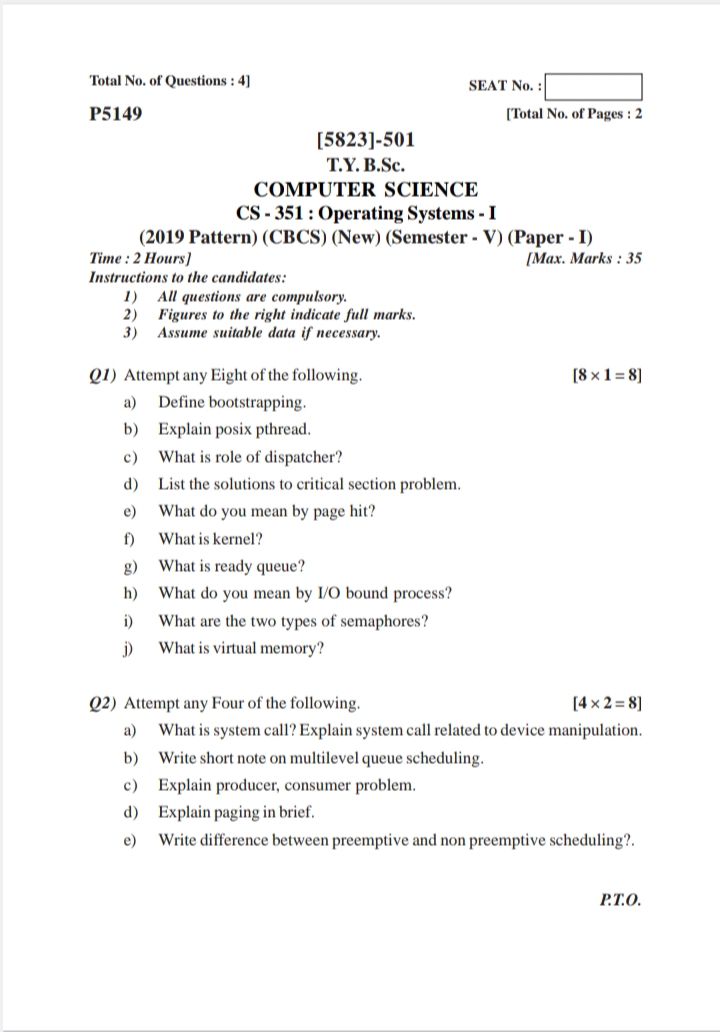 Total No. of Questions : 4]
SEAT No. :
P5149
[Total No. of Pages : 2
[5823]-501
T.Y. B.Sc.
COMPUTER SCIENCE
CS - 351 : Operating Systems - I
(2019 Pattern) (CBCS) (New) (Semester - V) (Paper - I)
Time : 2 Hours] [Max. Marks : 35
Instructions to the candidates:
1) All questions are compulsory.
2) Figures to the right indicate full marks.
3) Assume suitable data if necessary.
Q1) Attempt any Eight of the following. [8 × 1 = 8]
a) Define bootstrapping.
b) Explain posix pthread.
c) What is role of dispatcher?
d) List the solutions to critical section problem.
e) What do you mean by page hit?
f) What is kernel?
g) What is ready queue?
h) What do you mean by I/O bound process?
i) What are the two types of semaphores?
j) What is virtual memory?
Q2) Attempt any Four of the following. [4 × 2 = 8]
a) What is system call? Explain system call related to device manipulation.
b) Write short note on multilevel queue scheduling.
c) Explain producer, consumer problem.
d) Explain paging in brief.
e) Write difference between preemptive and non preemptive scheduling?.
P.T.O.